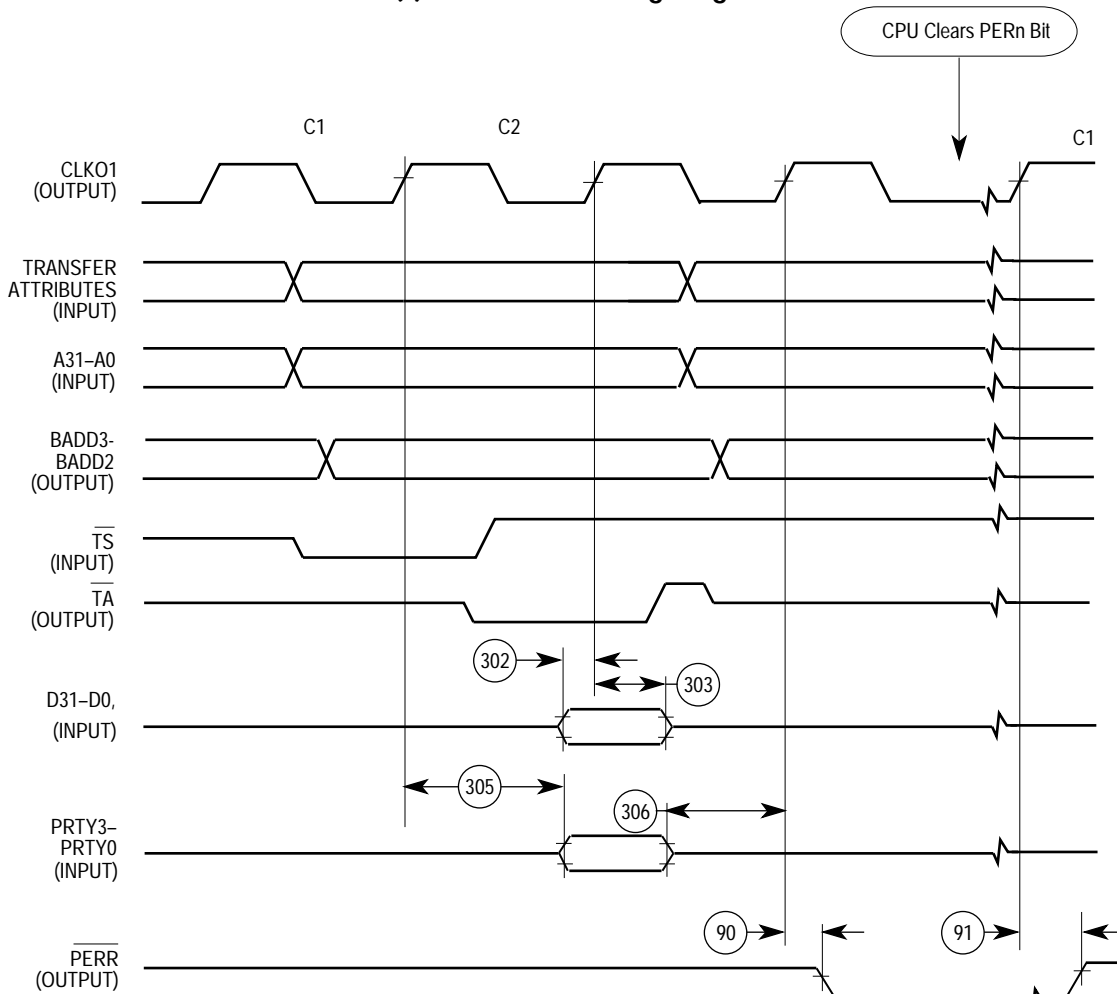 CPU Clears PERn Bit
C1
C2
C1
CLKO1
(OUTPUT)
TRANSFER
ATTRIBUTES
(INPUT)
A31–A0
(INPUT)
BADD3-
BADD2
(OUTPUT)
TS
(INPUT)
TA
(OUTPUT)
302
303
D31–D0,
(INPUT)
305
306
PRTY3–
PRTY0
(INPUT)
90
91
PERR
(OUTPUT)